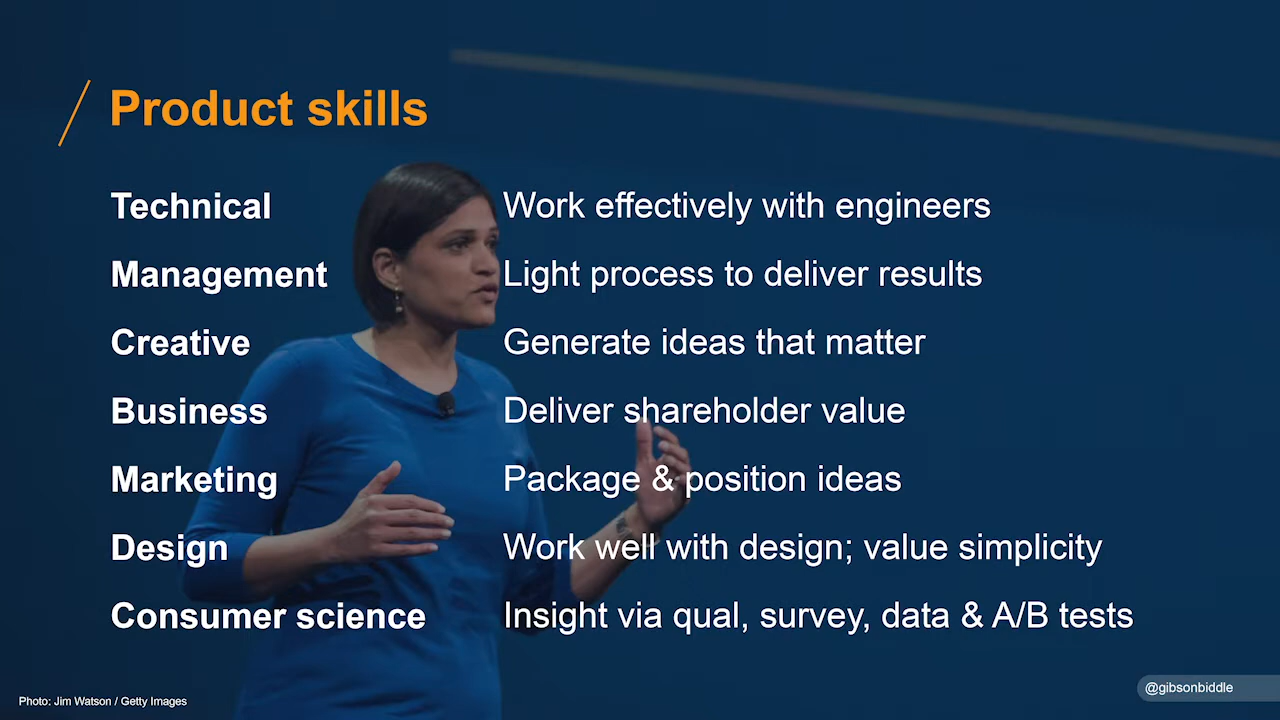 Product skills
Technical Work effectively with engineers
Management Light process to deliver results
Creative Generate ideas that matter
Business Deliver shareholder value
Marketing Package & position ideas
Design Work well with design; value simplicity
Consumer science Insight via qual, survey, data & A/B tests
@gibsonbiddle
Photo: Jim Watson / Getty Images